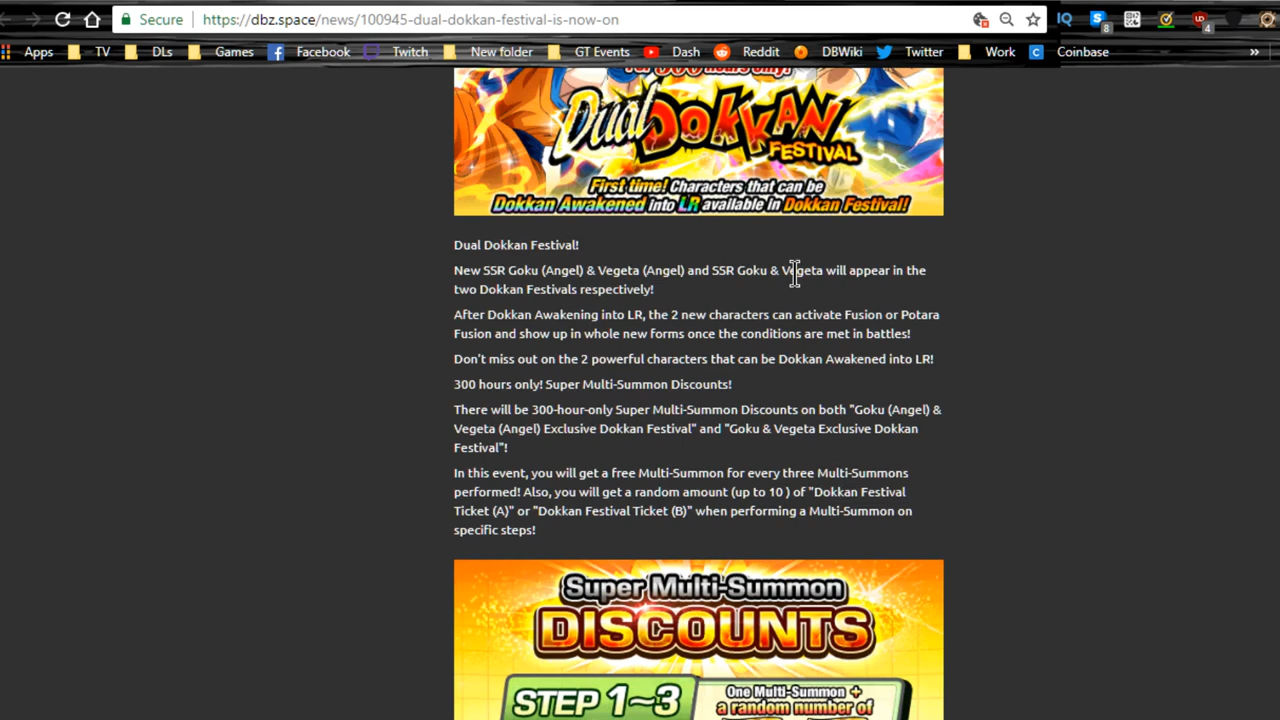 Secure https://dbz.space/news/100945-dual-dokkan-festival-is-now-on
8
4
Apps TV DLs Games Facebook Twitch New folder GT Events Dash Reddit DBWiki Twitter Work Coinbase »
For 300 hours only!
Dual DOKKAN FESTIVAL
First time! Characters that can be
Dokkan Awakened into LR available in Dokkan Festival!
Dual Dokkan Festival!
New SSR Goku (Angel) & Vegeta (Angel) and SSR Goku & Vegeta will appear in the
two Dokkan Festivals respectively!
After Dokkan Awakening into LR, the 2 new characters can activate Fusion or Potara
Fusion and show up in whole new forms once the conditions are met in battles!
Don't miss out on the 2 powerful characters that can be Dokkan Awakened into LR!
300 hours only! Super Multi-Summon Discounts!
There will be 300-hour-only Super Multi-Summon Discounts on both "Goku (Angel) &
Vegeta (Angel) Exclusive Dokkan Festival" and "Goku & Vegeta Exclusive Dokkan
Festival"!
In this event, you will get a free Multi-Summon for every three Multi-Summons
performed! Also, you will get a random amount (up to 10 ) of "Dokkan Festival
Ticket (A)" or "Dokkan Festival Ticket (B)" when performing a Multi-Summon on
specific steps!
Super Multi-Summon
DISCOUNTS
STEP 1~3
One Multi-Summon +
a random number of